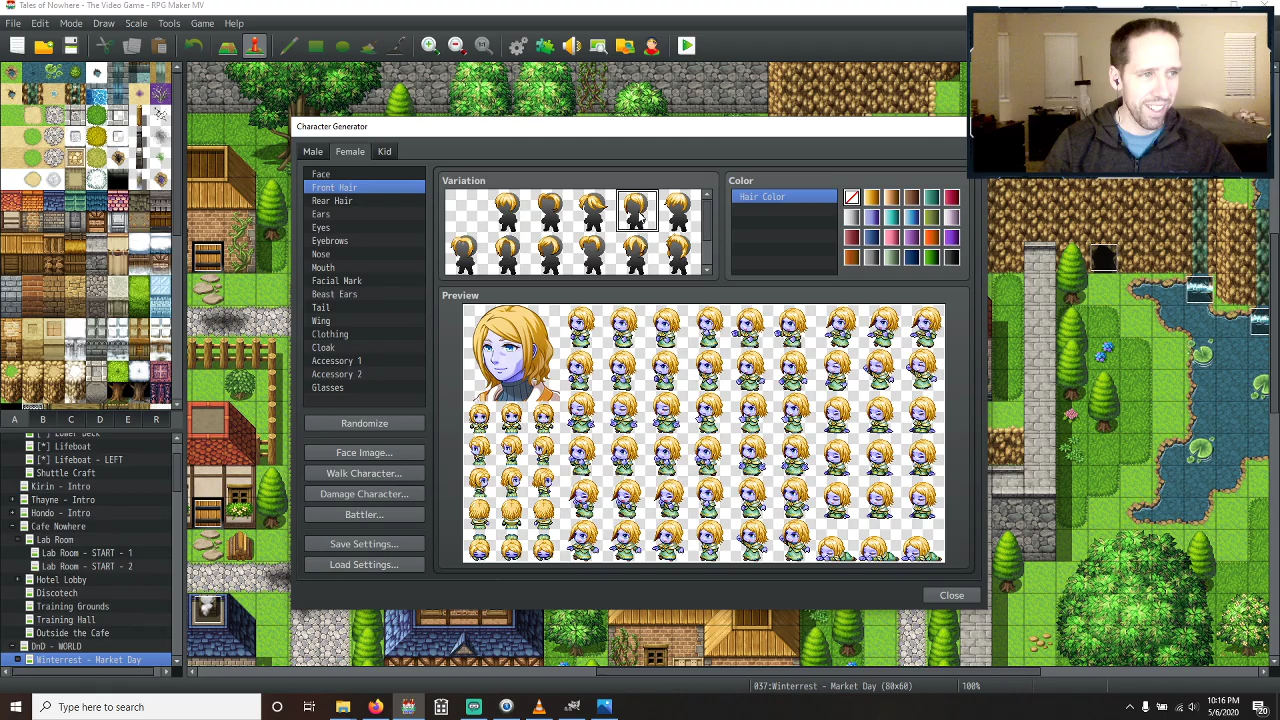 Tales of Nowhere - The Video Game - RPG Maker MV
File Edit Mode Draw Scale Tools Game Help
Character Generator
Male Female Kid
Face
Front Hair
Rear Hair
Ears
Eyes
Eyebrows
Nose
Mouth
Facial Mark
Beast Ears
Tail
Wing
Clothing
Cloak
Accessory 1
Accessory 2
Glasses
Randomize
Face Image...
Walk Character...
Damage Character...
Battler...
Save Settings...
Load Settings...
Variation
Color
Hair Color
Preview
Close
A B C D E R
[*] Lower Deck
[*] Lifeboat
[*] Lifeboat - LEFT
Shuttle Craft
Kirin - Intro
Thayne - Intro
Hondo - Intro
Cafe Nowhere
Lab Room
Lab Room - START - 1
Lab Room - START - 2
Hotel Lobby
Discotech
Training Grounds
Training Hall
Outside the Cafe
DnD - WORLD
Winterrest - Market Day
037:Winterrest - Market Day (80x60) 100%
Type here to search
10:16 PM
5/6/2020
20